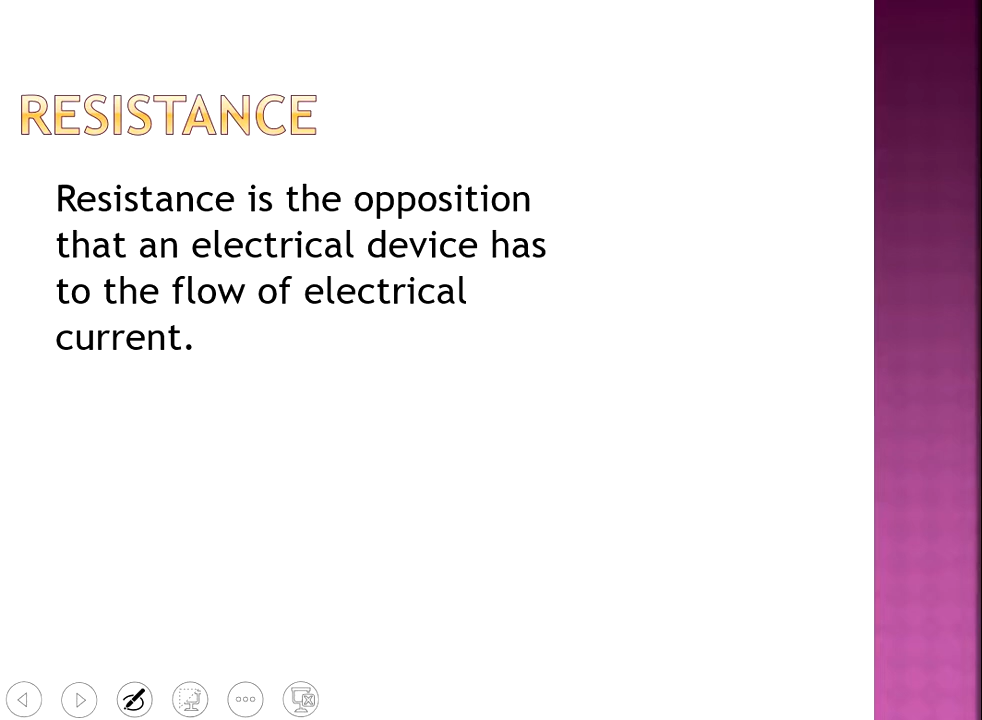 RESISTANCE
Resistance is the opposition
that an electrical device has
to the flow of electrical
current.